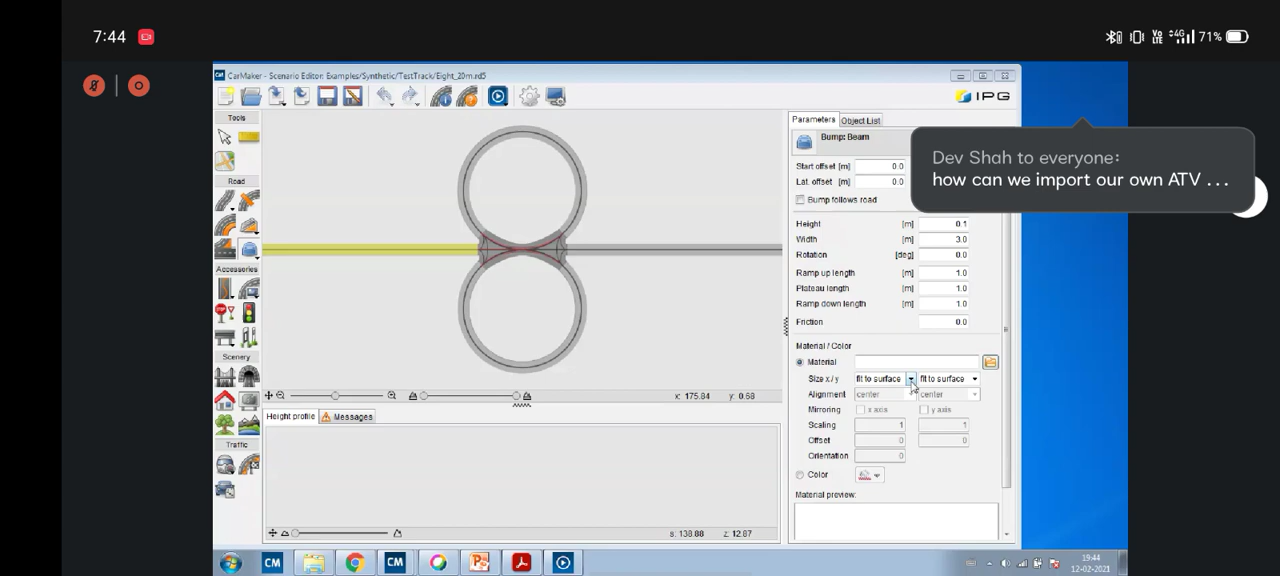 7:44
VO LTE 4G 71%
CarMaker - Scenario Editor: Examples/Synthetic/TestTrack/Eight_20m.rd5
IPG
Tools
Road
Accessories
STOP
Scenery
Traffic
Parameters
Object List
Bump: Beam
Start offset [m] 0.0
Lat. offset [m] 0.0
Bump follows road
Height [m] 0.1
Width [m] 3.0
Rotation [deg] 0.0
Ramp up length [m] 1.0
Plateau length [m] 1.0
Ramp down length [m] 1.0
Friction 0.0
Material / Color
Material
Size x / y fit to surface fit to surface
Alignment center center
Mirroring x axis y axis
Scaling 1 1
Offset 0 0
Orientation 0
Color
Material preview:
Dev Shah to everyone:
how can we import our own ATV ...
x: 175.84 y: 0.68
Height profile
Messages
s: 138.88 z: 12.87
CM
CM
19:44
12-02-2021